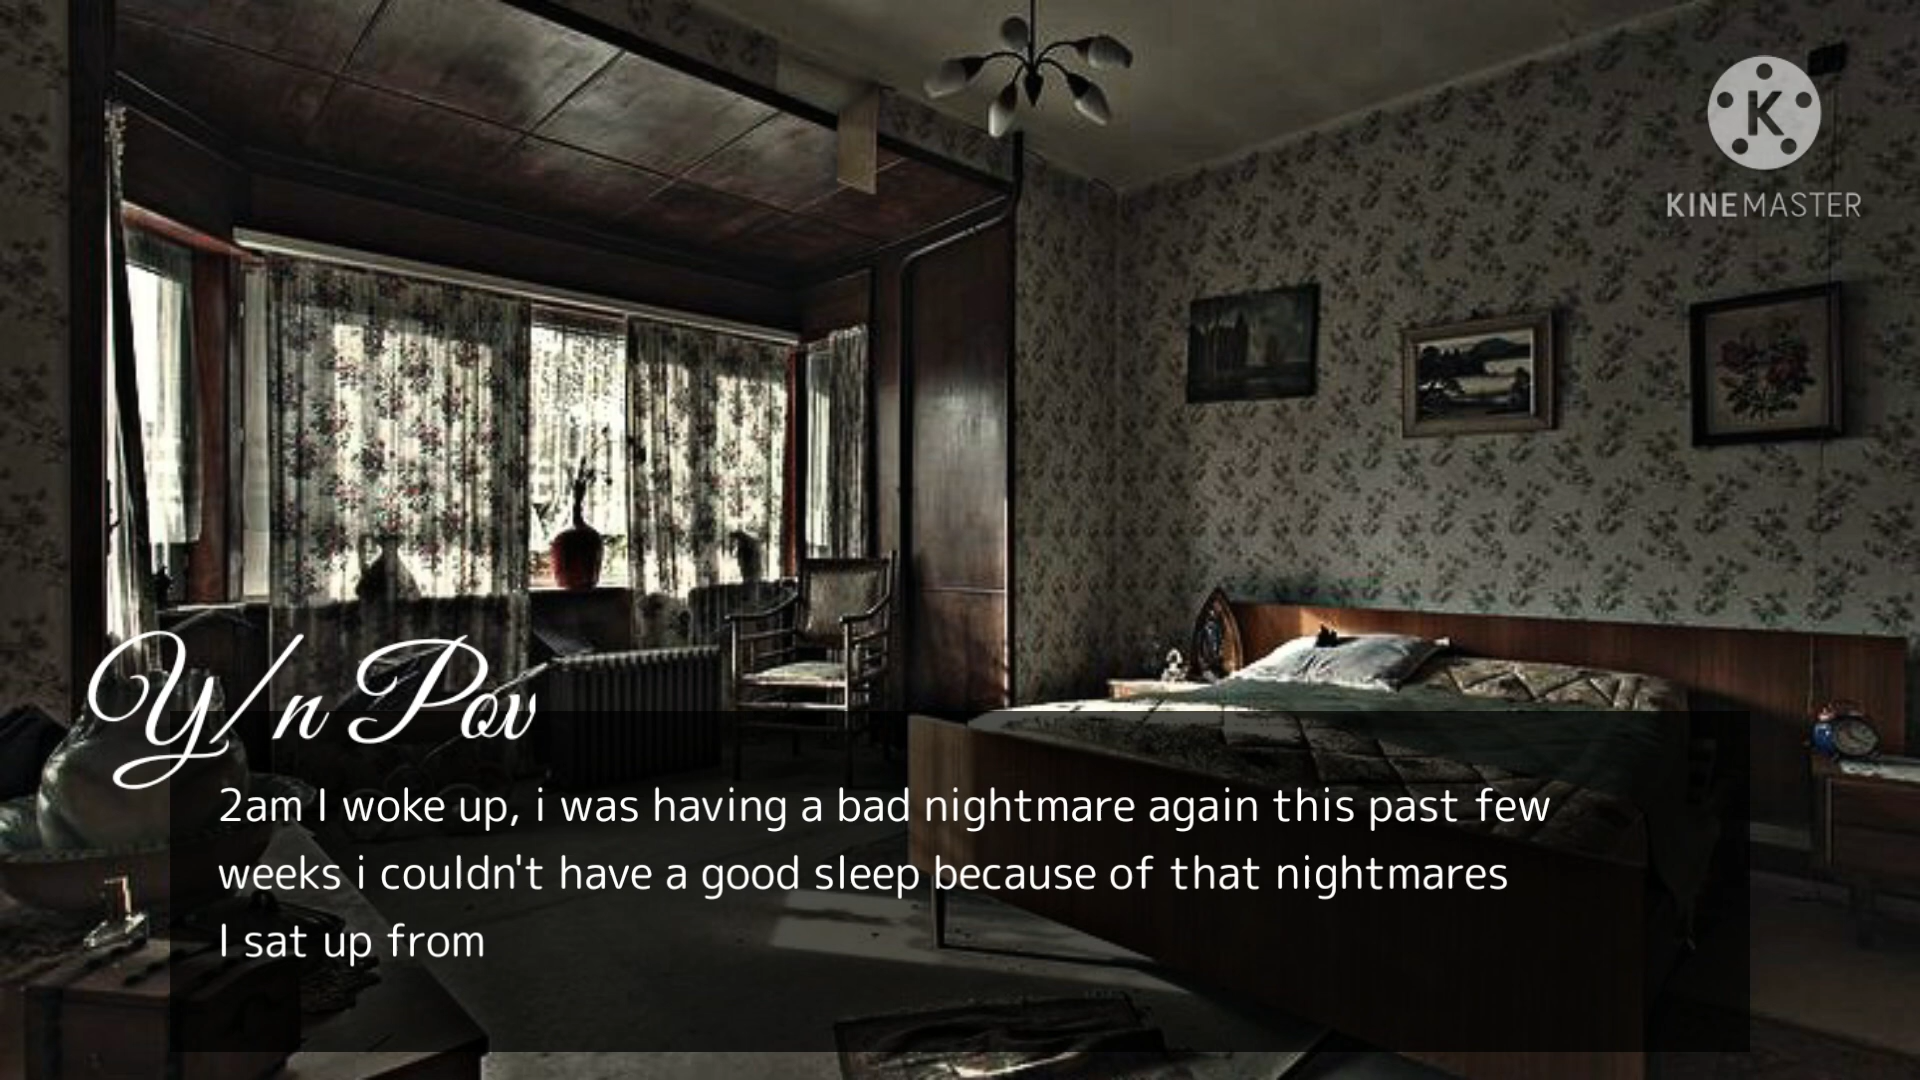 K
KINEMASTER
Y/n Pov
2am I woke up, i was having a bad nightmare again this past few
weeks i couldn't have a good sleep because of that nightmares
I sat up from